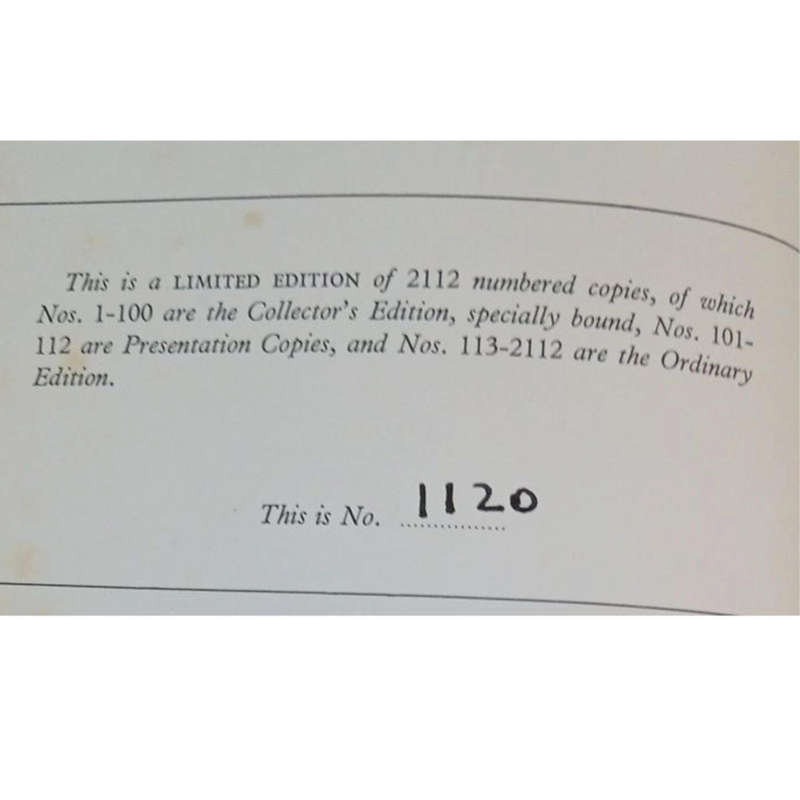 This is a LIMITED EDITION of 2112 numbered copies, of which
Nos. 1-100 are the Collector's Edition, specially bound, Nos. 101-
112 are Presentation Copies, and Nos. 113-2112 are the Ordinary
Edition.
This is No. 1120